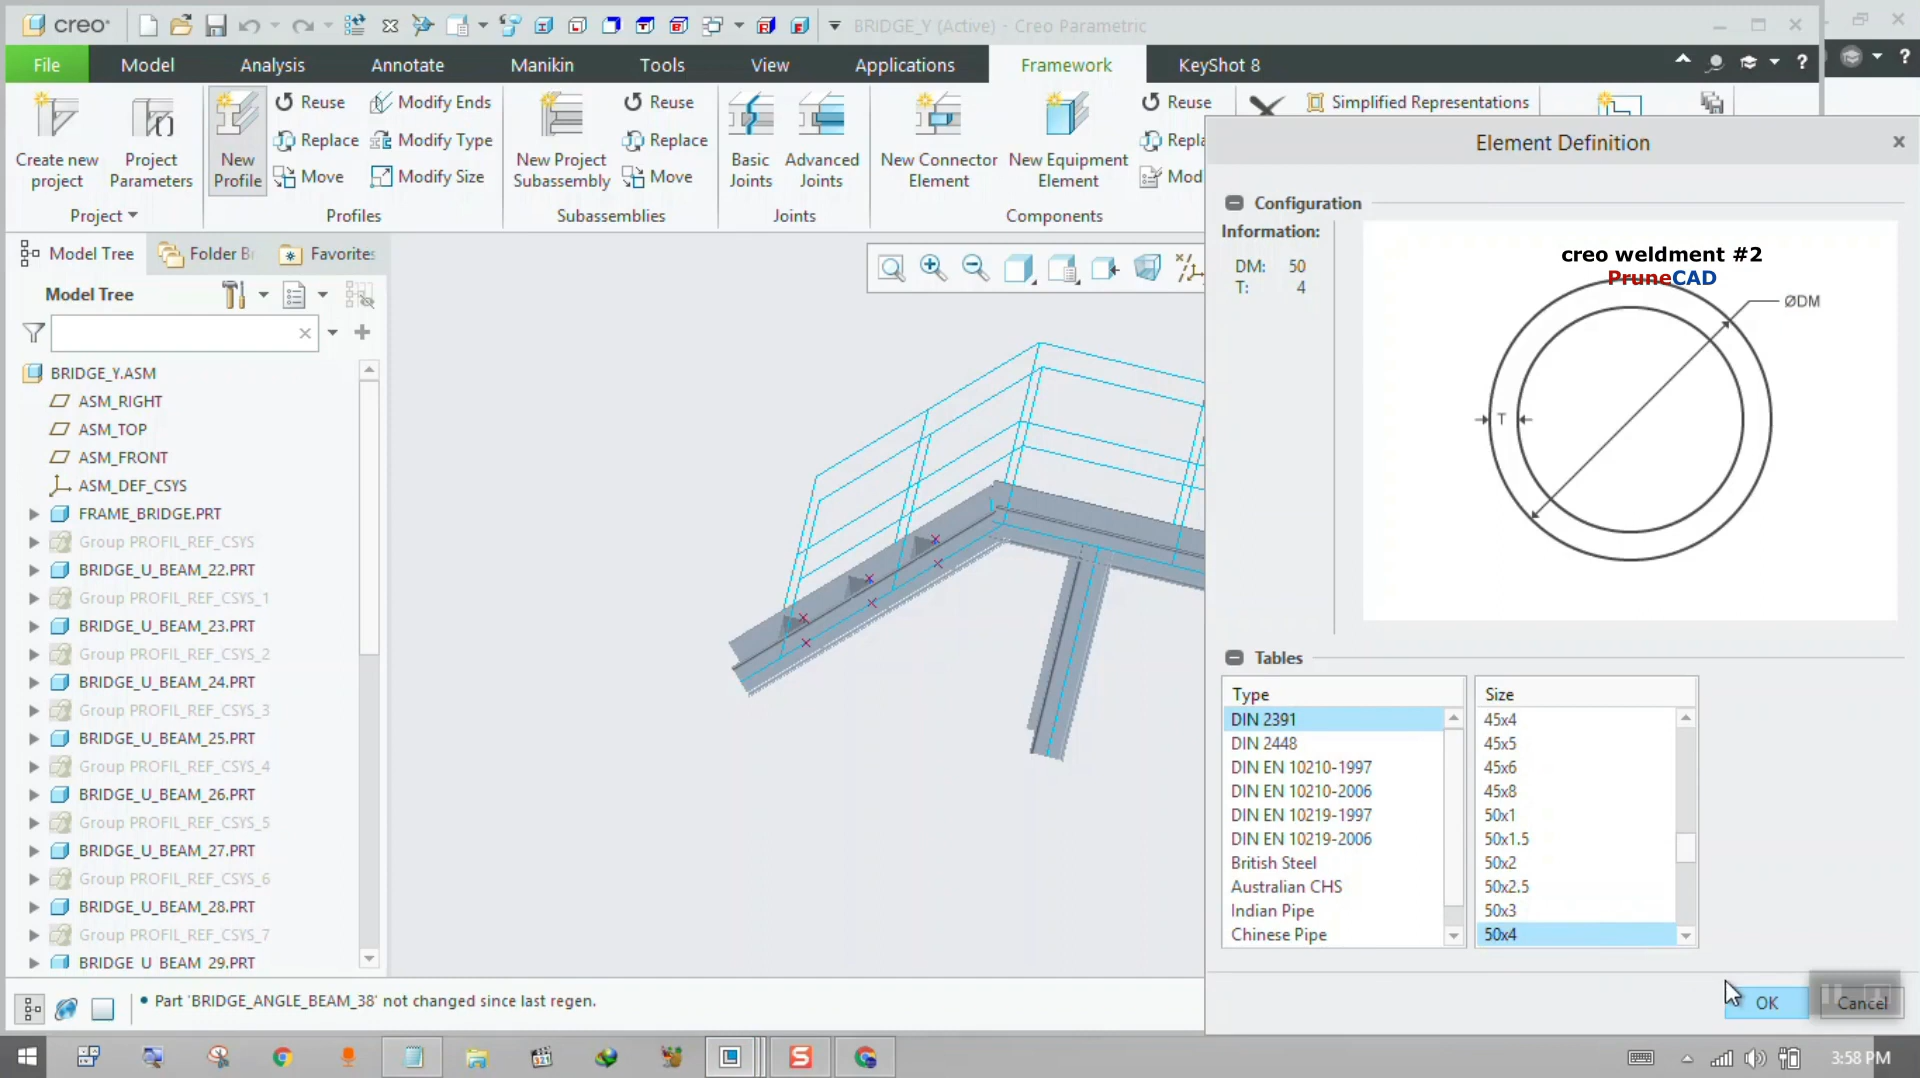 creo
BRIDGE_Y (Active) - Creo Parametric
File
Model
Analysis
Annotate
Manikin
Tools
View
Applications
Framework
KeyShot 8
?
?
Create new project
Project Parameters
Project
New Profile
Reuse
Replace
Move
Modify Ends
Modify Type
Modify Size
Profiles
New Project Subassembly
Reuse
Replace
Move
Subassemblies
Basic Joints
Advanced Joints
Joints
New Connector Element
New Equipment Element
Reuse
Repla
Mod
Components
Simplified Representations
Model Tree
Folder Br
Favorites
Model Tree
BRIDGE_Y.ASM
ASM_RIGHT
ASM_TOP
ASM_FRONT
ASM_DEF_CSYS
FRAME_BRIDGE.PRT
Group PROFIL_REF_CSYS
BRIDGE_U_BEAM_22.PRT
Group PROFIL_REF_CSYS_1
BRIDGE_U_BEAM_23.PRT
Group PROFIL_REF_CSYS_2
BRIDGE_U_BEAM_24.PRT
Group PROFIL_REF_CSYS_3
BRIDGE_U_BEAM_25.PRT
Group PROFIL_REF_CSYS_4
BRIDGE_U_BEAM_26.PRT
Group PROFIL_REF_CSYS_5
BRIDGE_U_BEAM_27.PRT
Group PROFIL_REF_CSYS_6
BRIDGE_U_BEAM_28.PRT
Group PROFIL_REF_CSYS_7
BRIDGE_U_BEAM_29.PRT
• Part 'BRIDGE_ANGLE_BEAM_38' not changed since last regen.
Element Definition
Configuration
Information:
DM: 50
T: 4
creo weldment #2
PruneCAD
ØDM
T
Tables
Type
DIN 2391
DIN 2448
DIN EN 10210-1997
DIN EN 10210-2006
DIN EN 10219-1997
DIN EN 10219-2006
British Steel
Australian CHS
Indian Pipe
Chinese Pipe
Size
45x4
45x5
45x6
45x8
50x1
50x1.5
50x2
50x2.5
50x3
50x4
OK
Cancel
3:58 PM